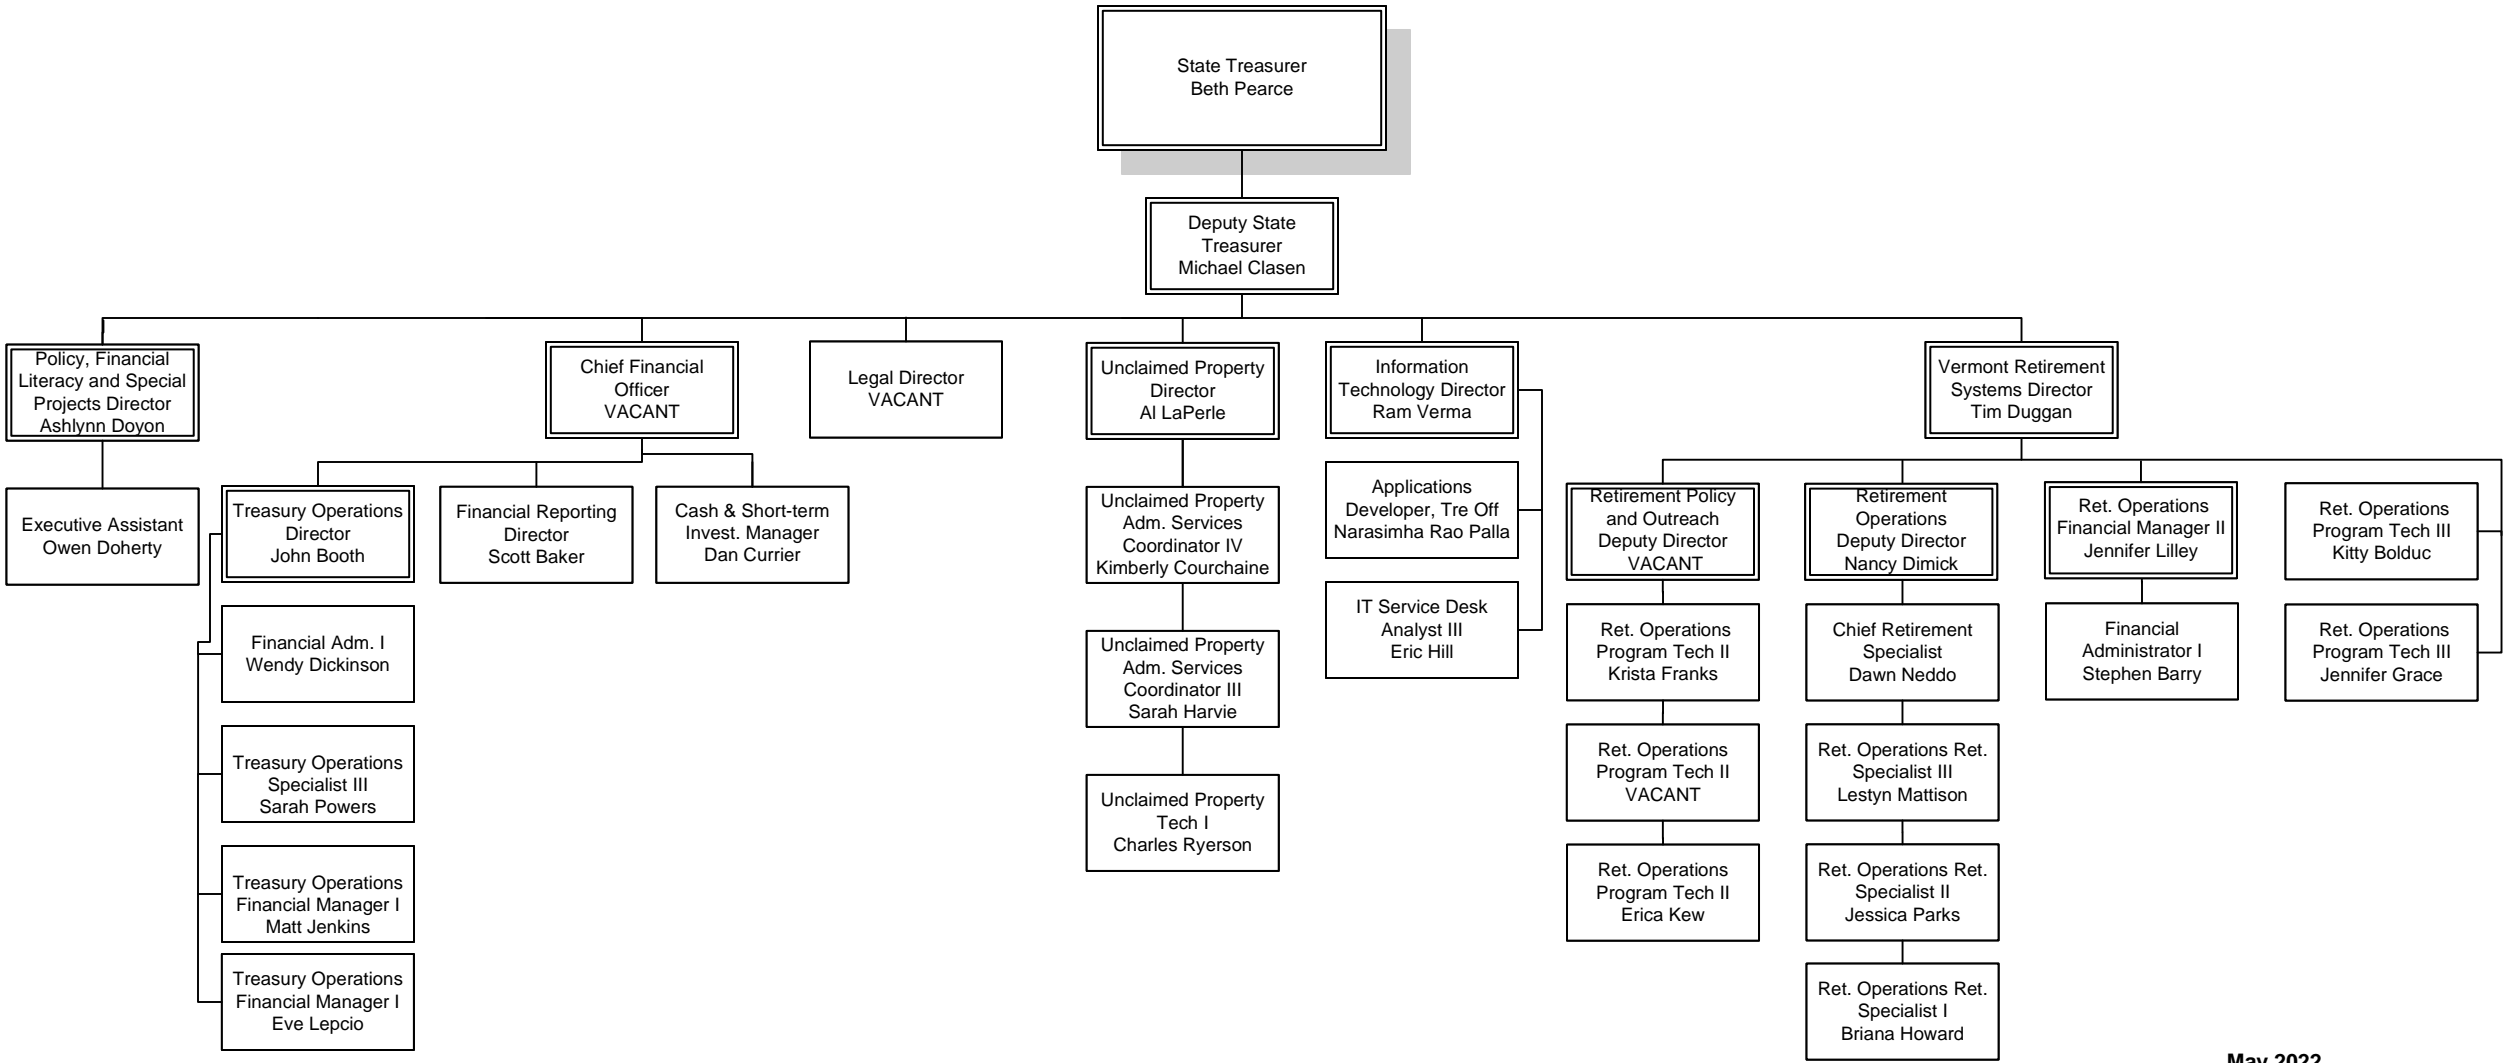 State Treasurer
Beth Pearce
Deputy State
Treasurer
Michael Clasen
Policy, Financial
Literacy and Special
Projects Director
Ashlynn Doyon
Chief Financial
Officer
VACANT
Legal Director
VACANT
Unclaimed Property
Director
Al LaPerle
Information
Technology Director
Ram Verma
Vermont Retirement
Systems Director
Tim Duggan
Executive Assistant
Owen Doherty
Treasury Operations
Director
John Booth
Financial Reporting
Director
Scott Baker
Cash & Short-term
Invest. Manager
Dan Currier
Unclaimed Property
Adm. Services
Coordinator IV
Kimberly Courchaine
Applications
Developer, Tre Off
Narasimha Rao Palla
Retirement Policy
and Outreach
Deputy Director
VACANT
Retirement
Operations
Deputy Director
Nancy Dimick
Ret. Operations
Financial Manager II
Jennifer Lilley
Ret. Operations
Program Tech III
Kitty Bolduc
Financial Adm. I
Wendy Dickinson
Unclaimed Property
Adm. Services
Coordinator III
Sarah Harvie
IT Service Desk
Analyst III
Eric Hill
Ret. Operations
Program Tech II
Krista Franks
Chief Retirement
Specialist
Dawn Neddo
Financial
Administrator I
Stephen Barry
Ret. Operations
Program Tech III
Jennifer Grace
Treasury Operations
Specialist III
Sarah Powers
Unclaimed Property
Tech I
Charles Ryerson
Ret. Operations
Program Tech II
VACANT
Ret. Operations Ret.
Specialist III
Lestyn Mattison
Treasury Operations
Financial Manager I
Matt Jenkins
Ret. Operations
Program Tech II
Erica Kew
Ret. Operations Ret.
Specialist II
Jessica Parks
Treasury Operations
Financial Manager I
Eve Lepcio
Ret. Operations Ret.
Specialist I
Briana Howard
May 2022